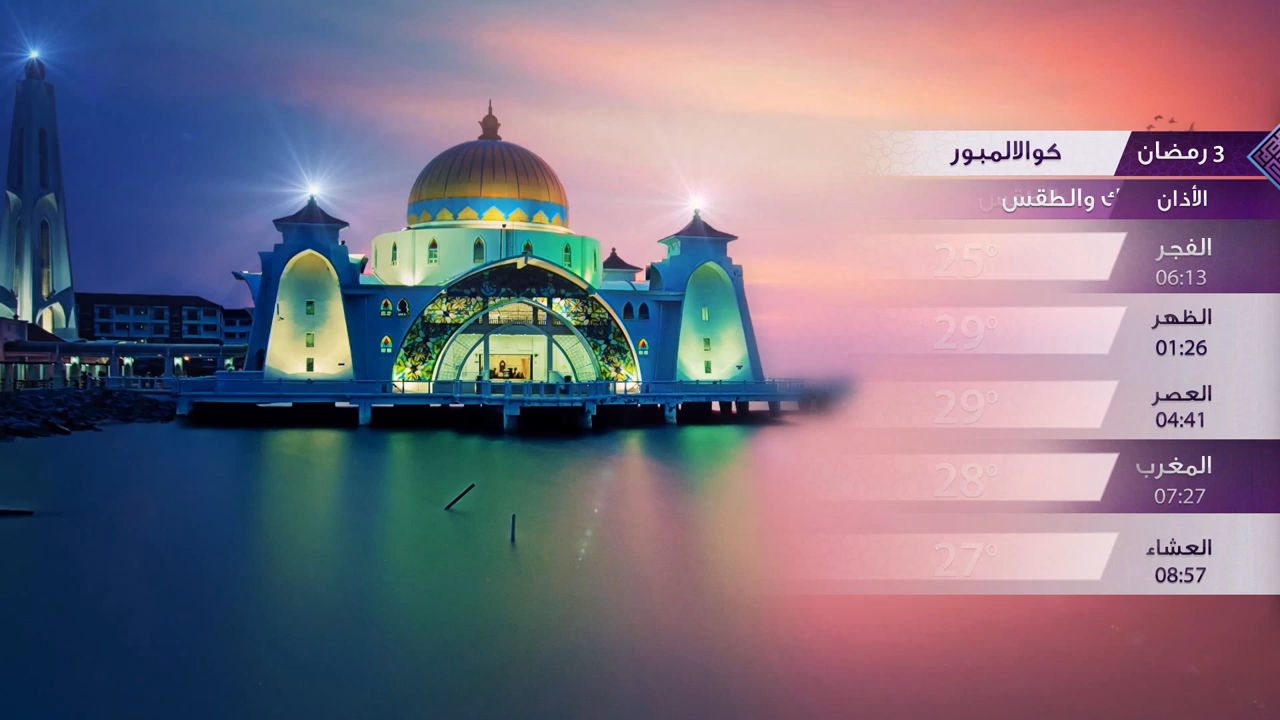 3 رمضان كوالالمبور
الأذان والطقس
الفجر
06:13
25°
الظهر
01:26
29°
العصر
04:41
29°
المغرب
07:27
28°
العشاء
08:57
27°